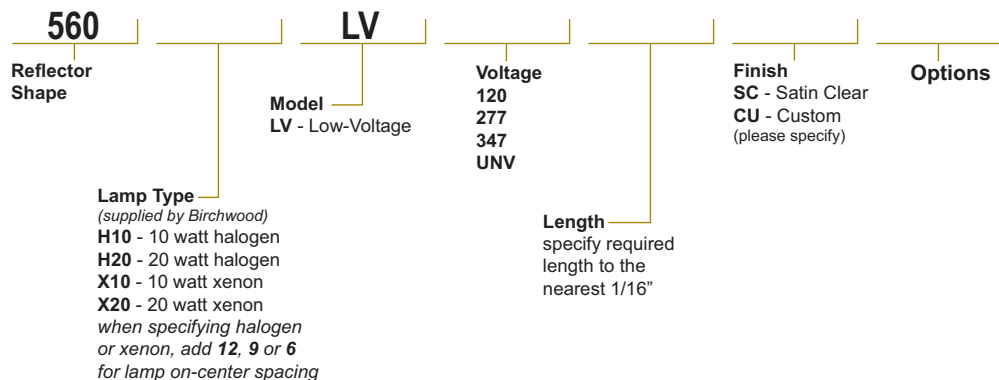 560
LV
Reflector
Shape
Model
LV - Low-Voltage
Voltage
120
277
347
UNV
Finish
SC - Satin Clear
CU - Custom
(please specify)
Options
Lamp Type
(supplied by Birchwood)
H10 - 10 watt halogen
H20 - 20 watt halogen
X10 - 10 watt xenon
X20 - 20 watt xenon
when specifying halogen
or xenon, add 12, 9 or 6
for lamp on-center spacing
Length
specify required
length to the
nearest 1/16”